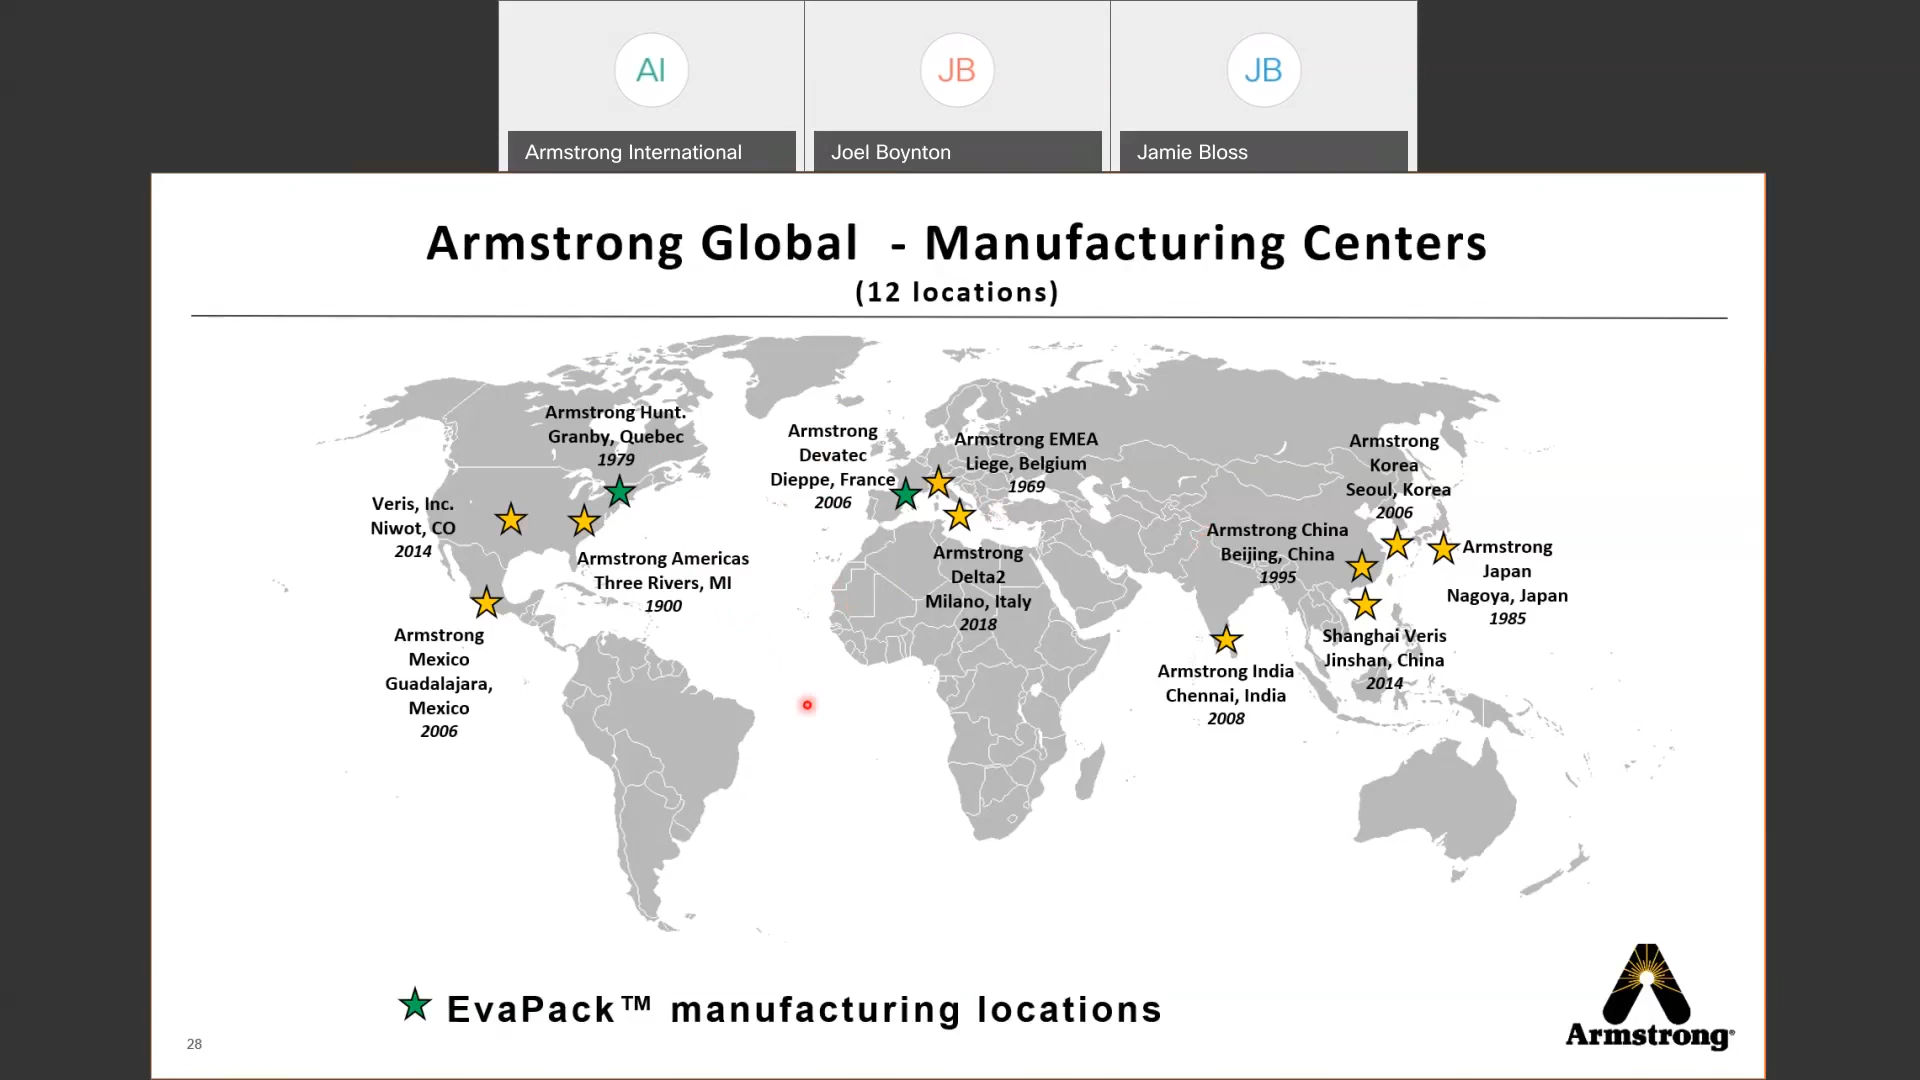 AI
JB
JB
Armstrong International
Joel Boynton
Jamie Bloss
Armstrong Global - Manufacturing Centers
(12 locations)
Armstrong Hunt.
Granby, Quebec
1979
Veris, Inc.
Niwot, CO
2014
Armstrong Americas
Three Rivers, MI
1900
Armstrong
Mexico
Guadalajara,
Mexico
2006
Armstrong
Devatec
Dieppe, France
2006
Armstrong EMEA
Liege, Belgium
1969
Armstrong
Delta2
Milano, Italy
2018
Armstrong
Korea
Seoul, Korea
2006
Armstrong China
Beijing, China
1995
Armstrong
Japan
Nagoya, Japan
1985
Shanghai Veris
Jinshan, China
2014
Armstrong India
Chennai, India
2008
EvaPack™ manufacturing locations
28
Armstrong®